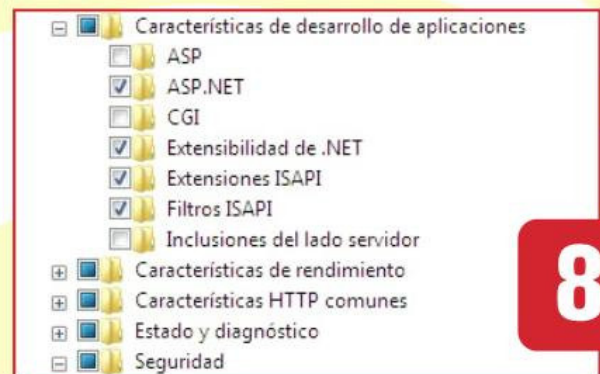 Características de desarrollo de aplicaciones
ASP
ASP.NET
CGI
Extensibilidad de .NET
Extensiones ISAPI
Filtros ISAPI
Inclusiones del lado servidor
Características de rendimiento
Características HTTP comunes
Estado y diagnóstico
Seguridad
8